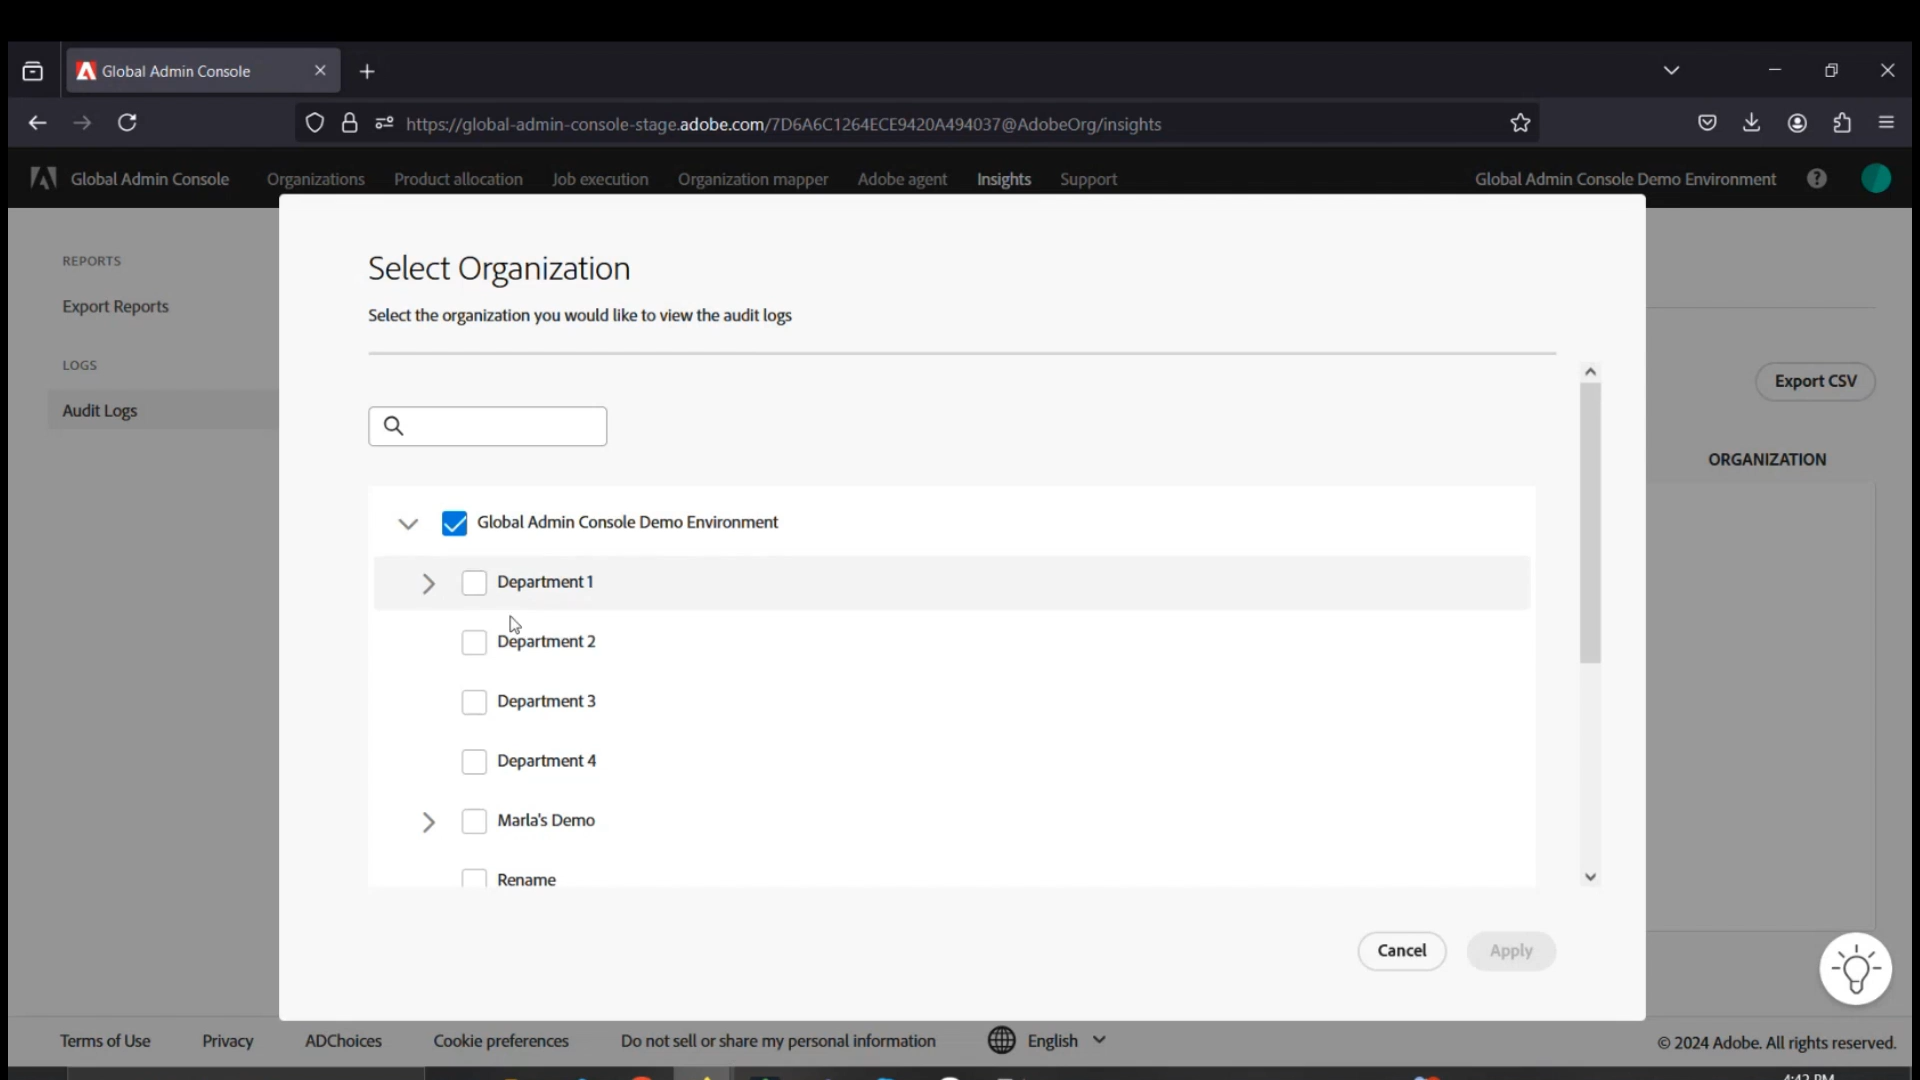 Global Admin Console
https://global-admin-console-stage.adobe.com/7D6A6C1264ECE9420A494037@AdobeOrg/insights
Global Admin Console Organizations Product allocation Job execution Organization mapper Adobe agent Insights Support Global Admin Console Demo Environment
REPORTS
Export Reports
LOGS
Audit Logs
Select Organization
Select the organization you would like to view the audit logs
Export CSV
ORGANIZATION
Global Admin Console Demo Environment
Department 1
Department 2
Department 3
Department 4
Marla's Demo
Rename
Cancel Apply
Terms of Use Privacy ADChoices Cookie preferences Do not sell or share my personal information English © 2024 Adobe. All rights reserved.